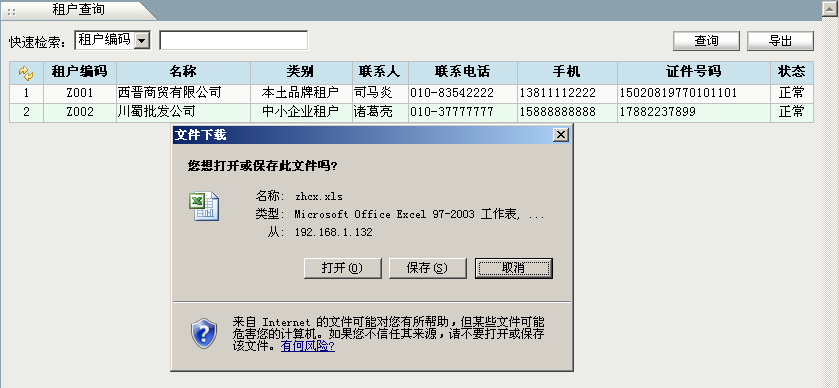 租户查询
快速检索: 租户编码 查询 导出
租户编码 名称 类别 联系人 联系电话 手机 证件号码 状态
1 Z001 西晋商贸有限公司 本土品牌租户 司马炎 010-83542222 13811112222 15020819770101101 正常
2 Z002 川蜀批发公司 中小企业租户 诸葛亮 010-37777777 15888888888 17882237899 正常
文件下载
您想打开或保存此文件吗?
名称: zhcx.xls
类型: Microsoft Office Excel 97-2003 工作表, ...
从: 192.168.1.132
打开(O) 保存(S) 取消
来自 Internet 的文件可能对您有所帮助,但某些文件可能
危害您的计算机。如果您不信任其来源,请不要打开或保存
该文件。有何风险?